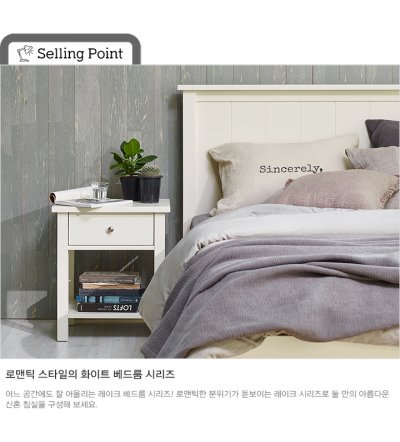 Selling Point
Sincerely,
LOFTS
로맨틱 스타일의 화이트 베드룸 시리즈
어느 공간에도 잘 어울리는 레이크 베드룸 시리즈! 로맨틱한 분위기가 돋보이는 레이크 시리즈로 둘 만의 아름다운
신혼 침실을 구성해 보세요.